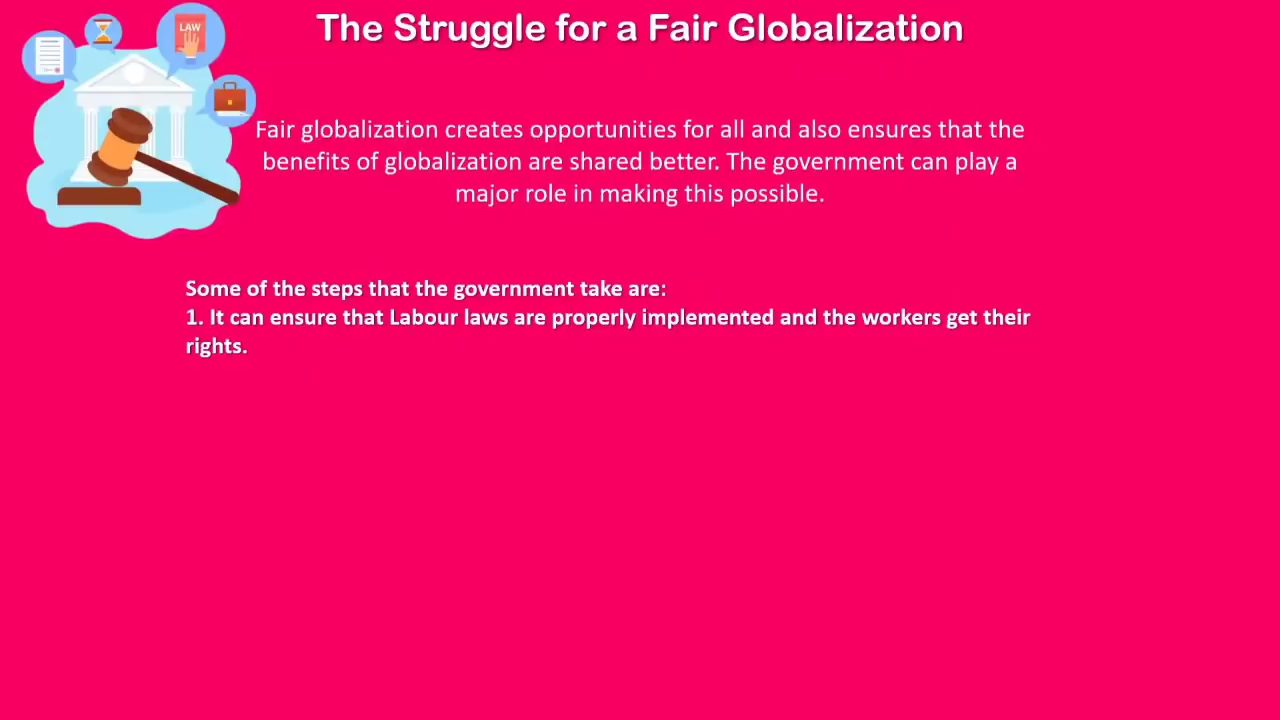 The Struggle for a Fair Globalization
LAW
Fair globalization creates opportunities for all and also ensures that the
benefits of globalization are shared better. The government can play a
major role in making this possible.
Some of the steps that the government take are:
1. It can ensure that Labour laws are properly implemented and the workers get their
rights.